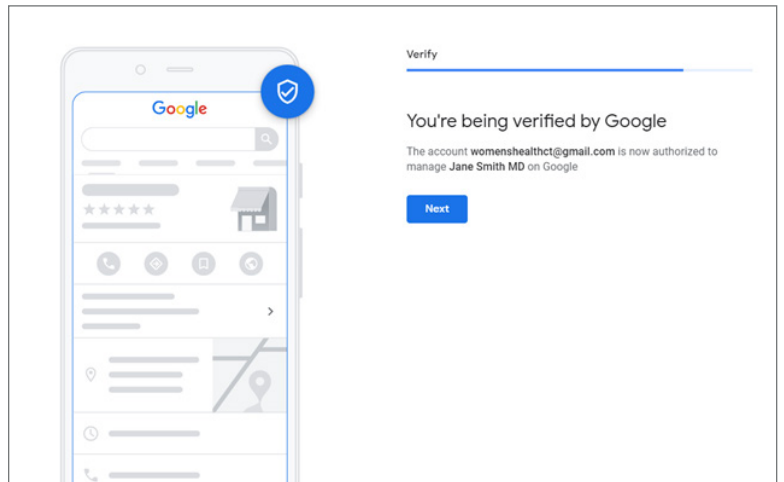 Google
Verify
You're being verified by Google
The account womenshealthct@gmail.com is now authorized to
manage Jane Smith MD on Google
Next